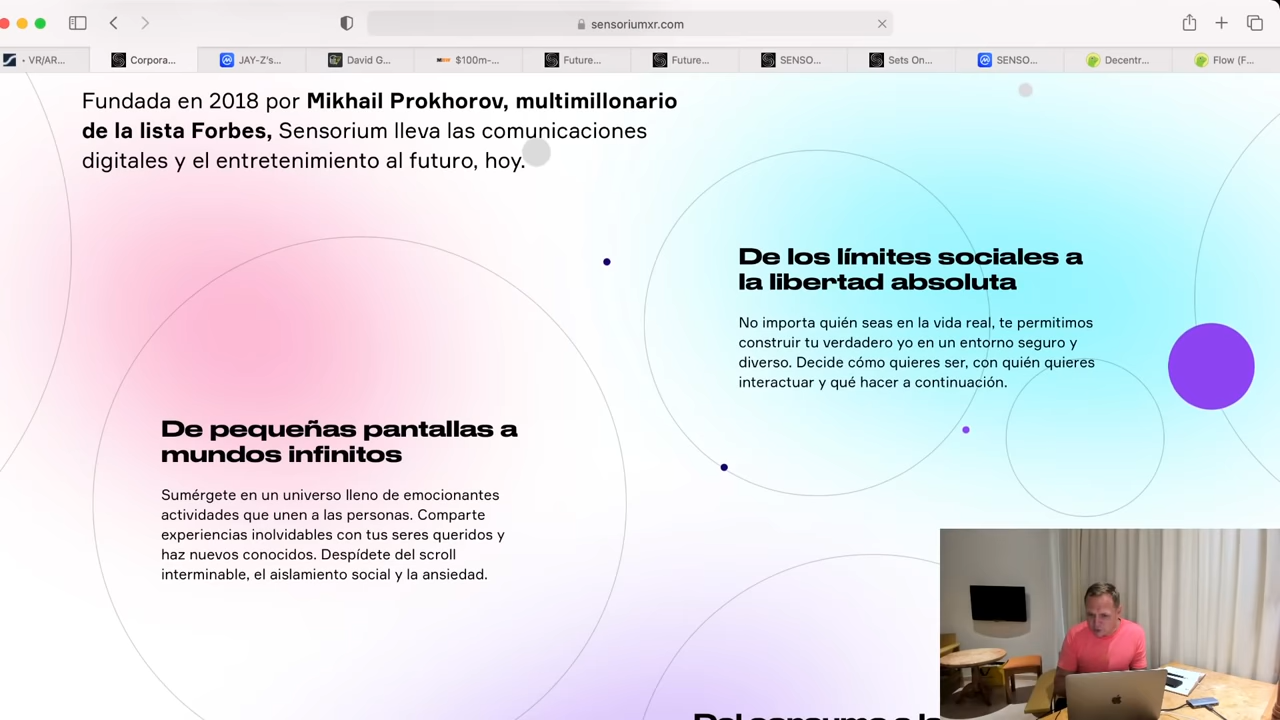 sensoriumxr.com
• VR/AR...
Corpora...
JAY-Z's...
David G...
$100m-...
Future...
Future...
SENSO...
Sets On...
SENSO...
Decentr...
Flow (F...
Fundada en 2018 por Mikhail Prokhorov, multimillonario
de la lista Forbes, Sensorium lleva las comunicaciones
digitales y el entretenimiento al futuro, hoy.
De los límites sociales a
la libertad absoluta
No importa quién seas en la vida real, te permitimos
construir tu verdadero yo en un entorno seguro y
diverso. Decide cómo quieres ser, con quién quieres
interactuar y qué hacer a continuación.
De pequeñas pantallas a
mundos infinitos
Sumérgete en un universo lleno de emocionantes
actividades que unen a las personas. Comparte
experiencias inolvidables con tus seres queridos y
haz nuevos conocidos. Despídete del scroll
interminable, el aislamiento social y la ansiedad.